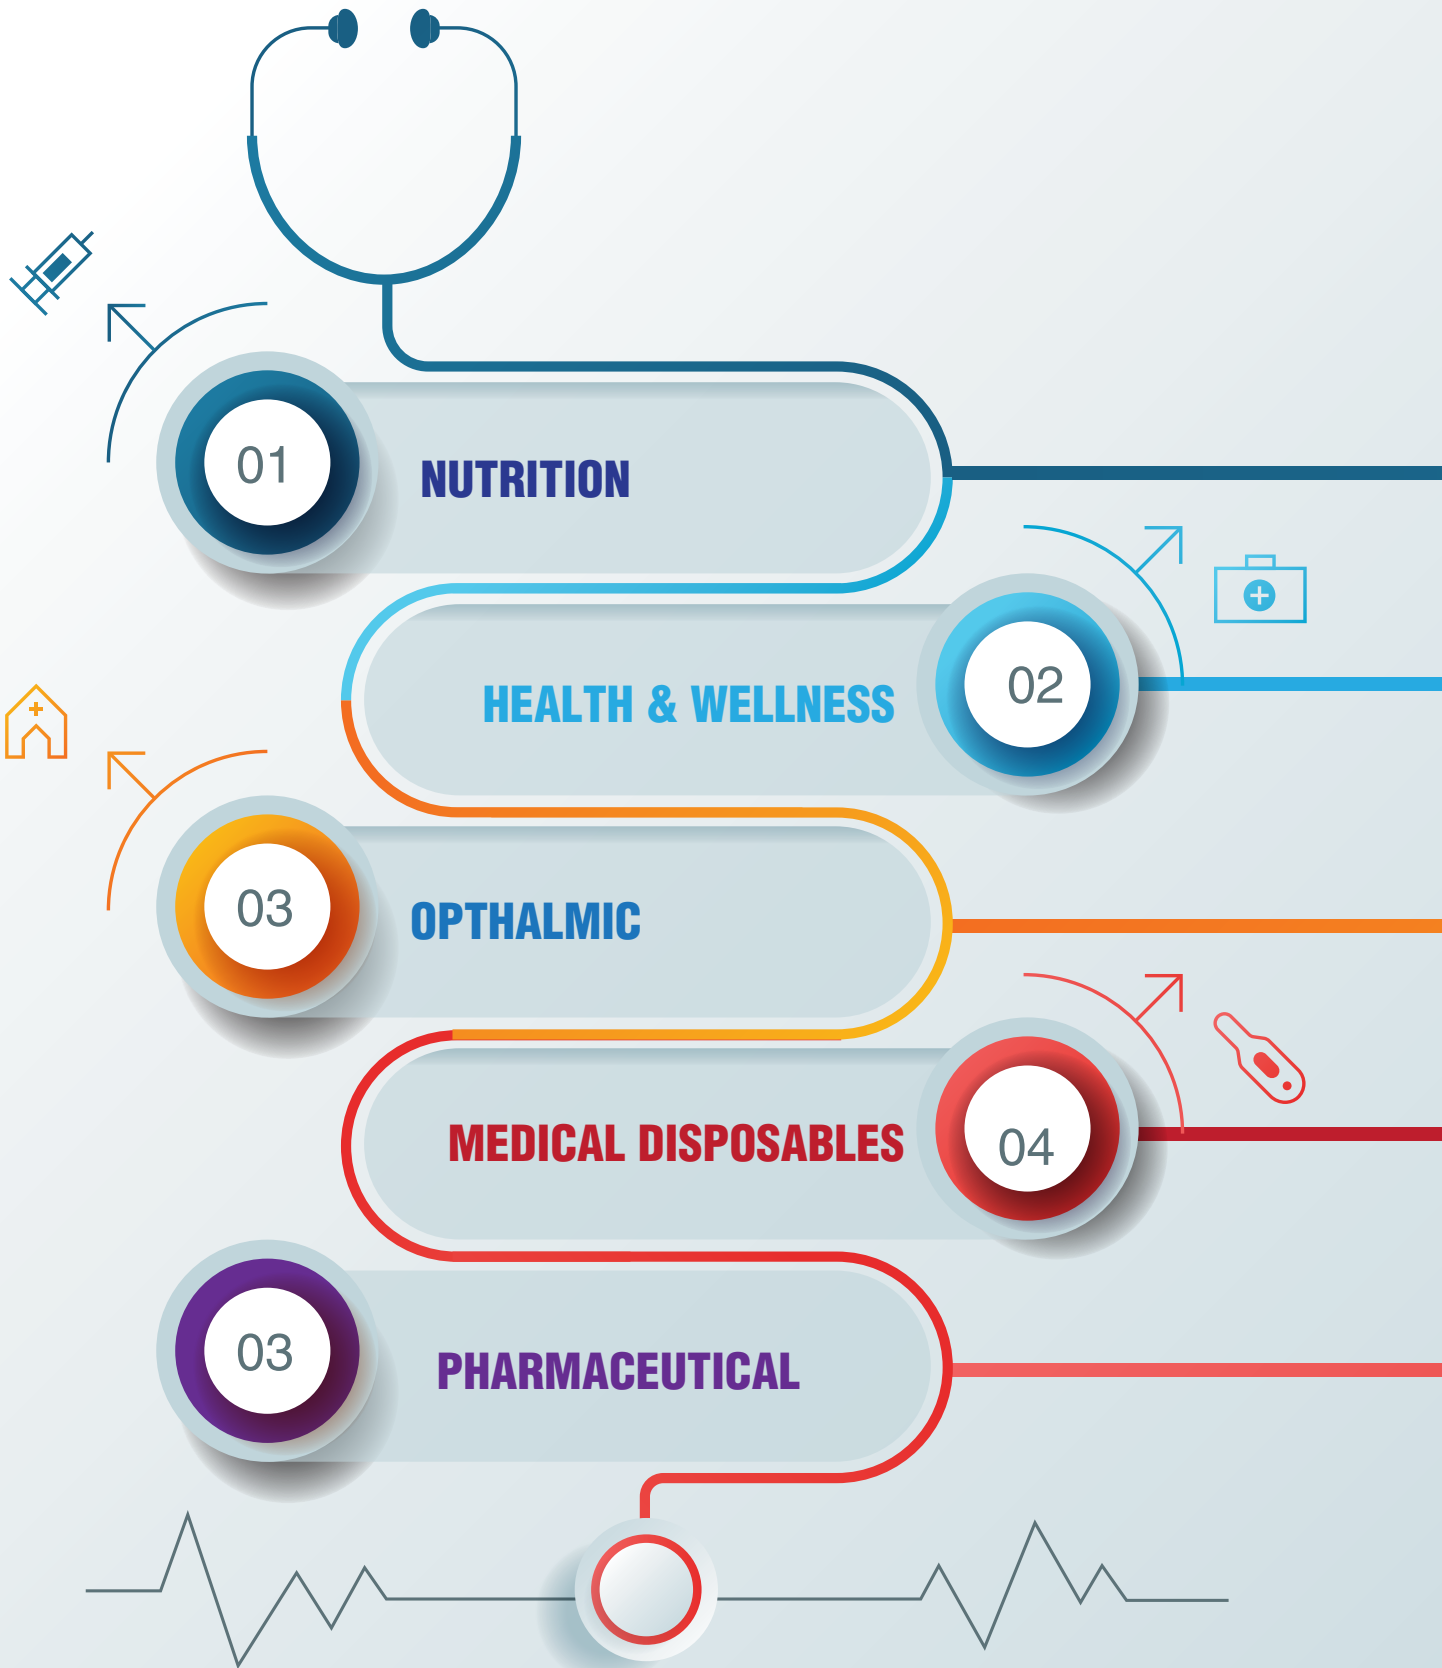 01
NUTRITION
HEALTH & WELLNESS
02
03
OPTHALMIC
MEDICAL DISPOSABLES
04
03
PHARMACEUTICAL